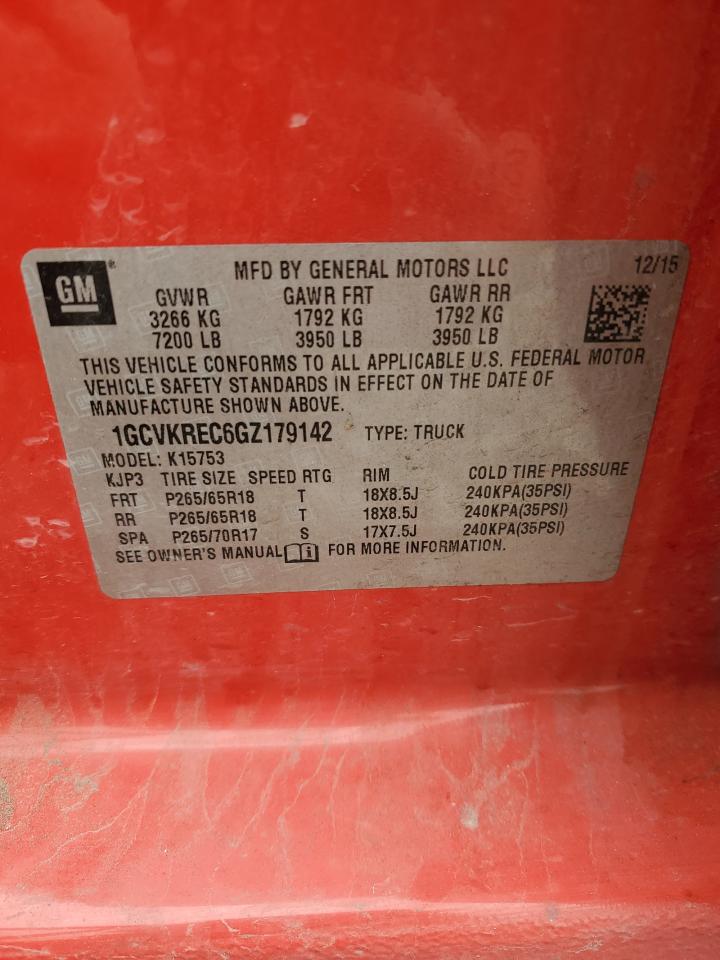 GM® MFD BY GENERAL MOTORS LLC 12/15
GVWR GAWR FRT GAWR RR
3266 KG 1792 KG 1792 KG
7200 LB 3950 LB 3950 LB
THIS VEHICLE CONFORMS TO ALL APPLICABLE U.S. FEDERAL MOTOR
VEHICLE SAFETY STANDARDS IN EFFECT ON THE DATE OF
MANUFACTURE SHOWN ABOVE.
1GCVKREC6GZ179142 TYPE: TRUCK
MODEL: K15753
KJP3 TIRE SIZE SPEED RTG RIM COLD TIRE PRESSURE
FRT P265/65R18 T 18X8.5J 240KPA(35PSI)
RR P265/65R18 T 18X8.5J 240KPA(35PSI)
SPA P265/70R17 S 17X7.5J 240KPA(35PSI)
SEE OWNER'S MANUAL i FOR MORE INFORMATION.